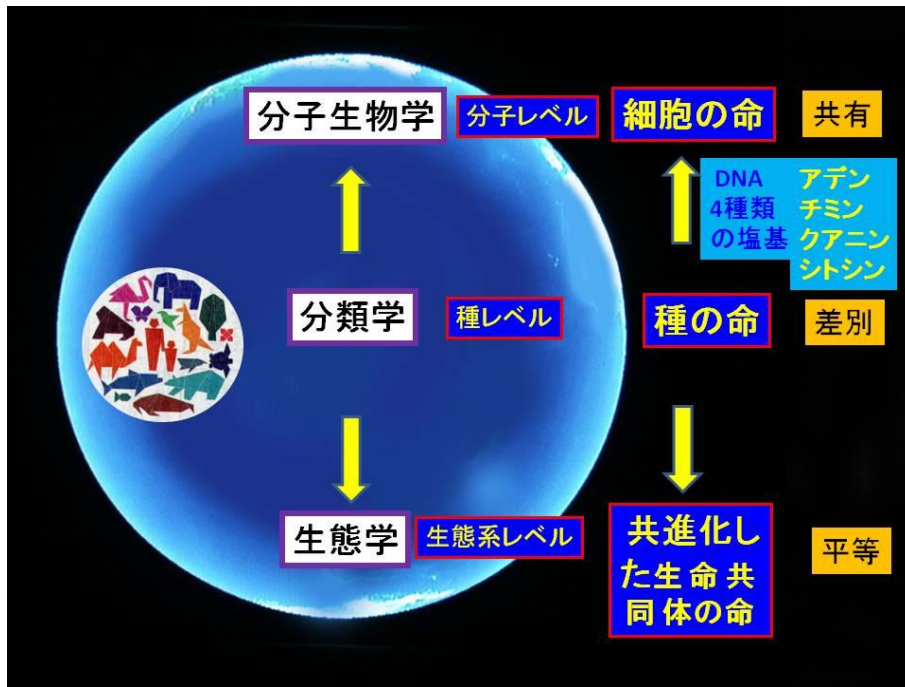 分子生物学
分子レベル
細胞の命
共有
DNA
4種類
の塩基
アデン
チミン
クアニン
シトシン
分類学
種レベル
種の命
差別
生態学
生態系レベル
共進化し
た生命共
同体の命
平等